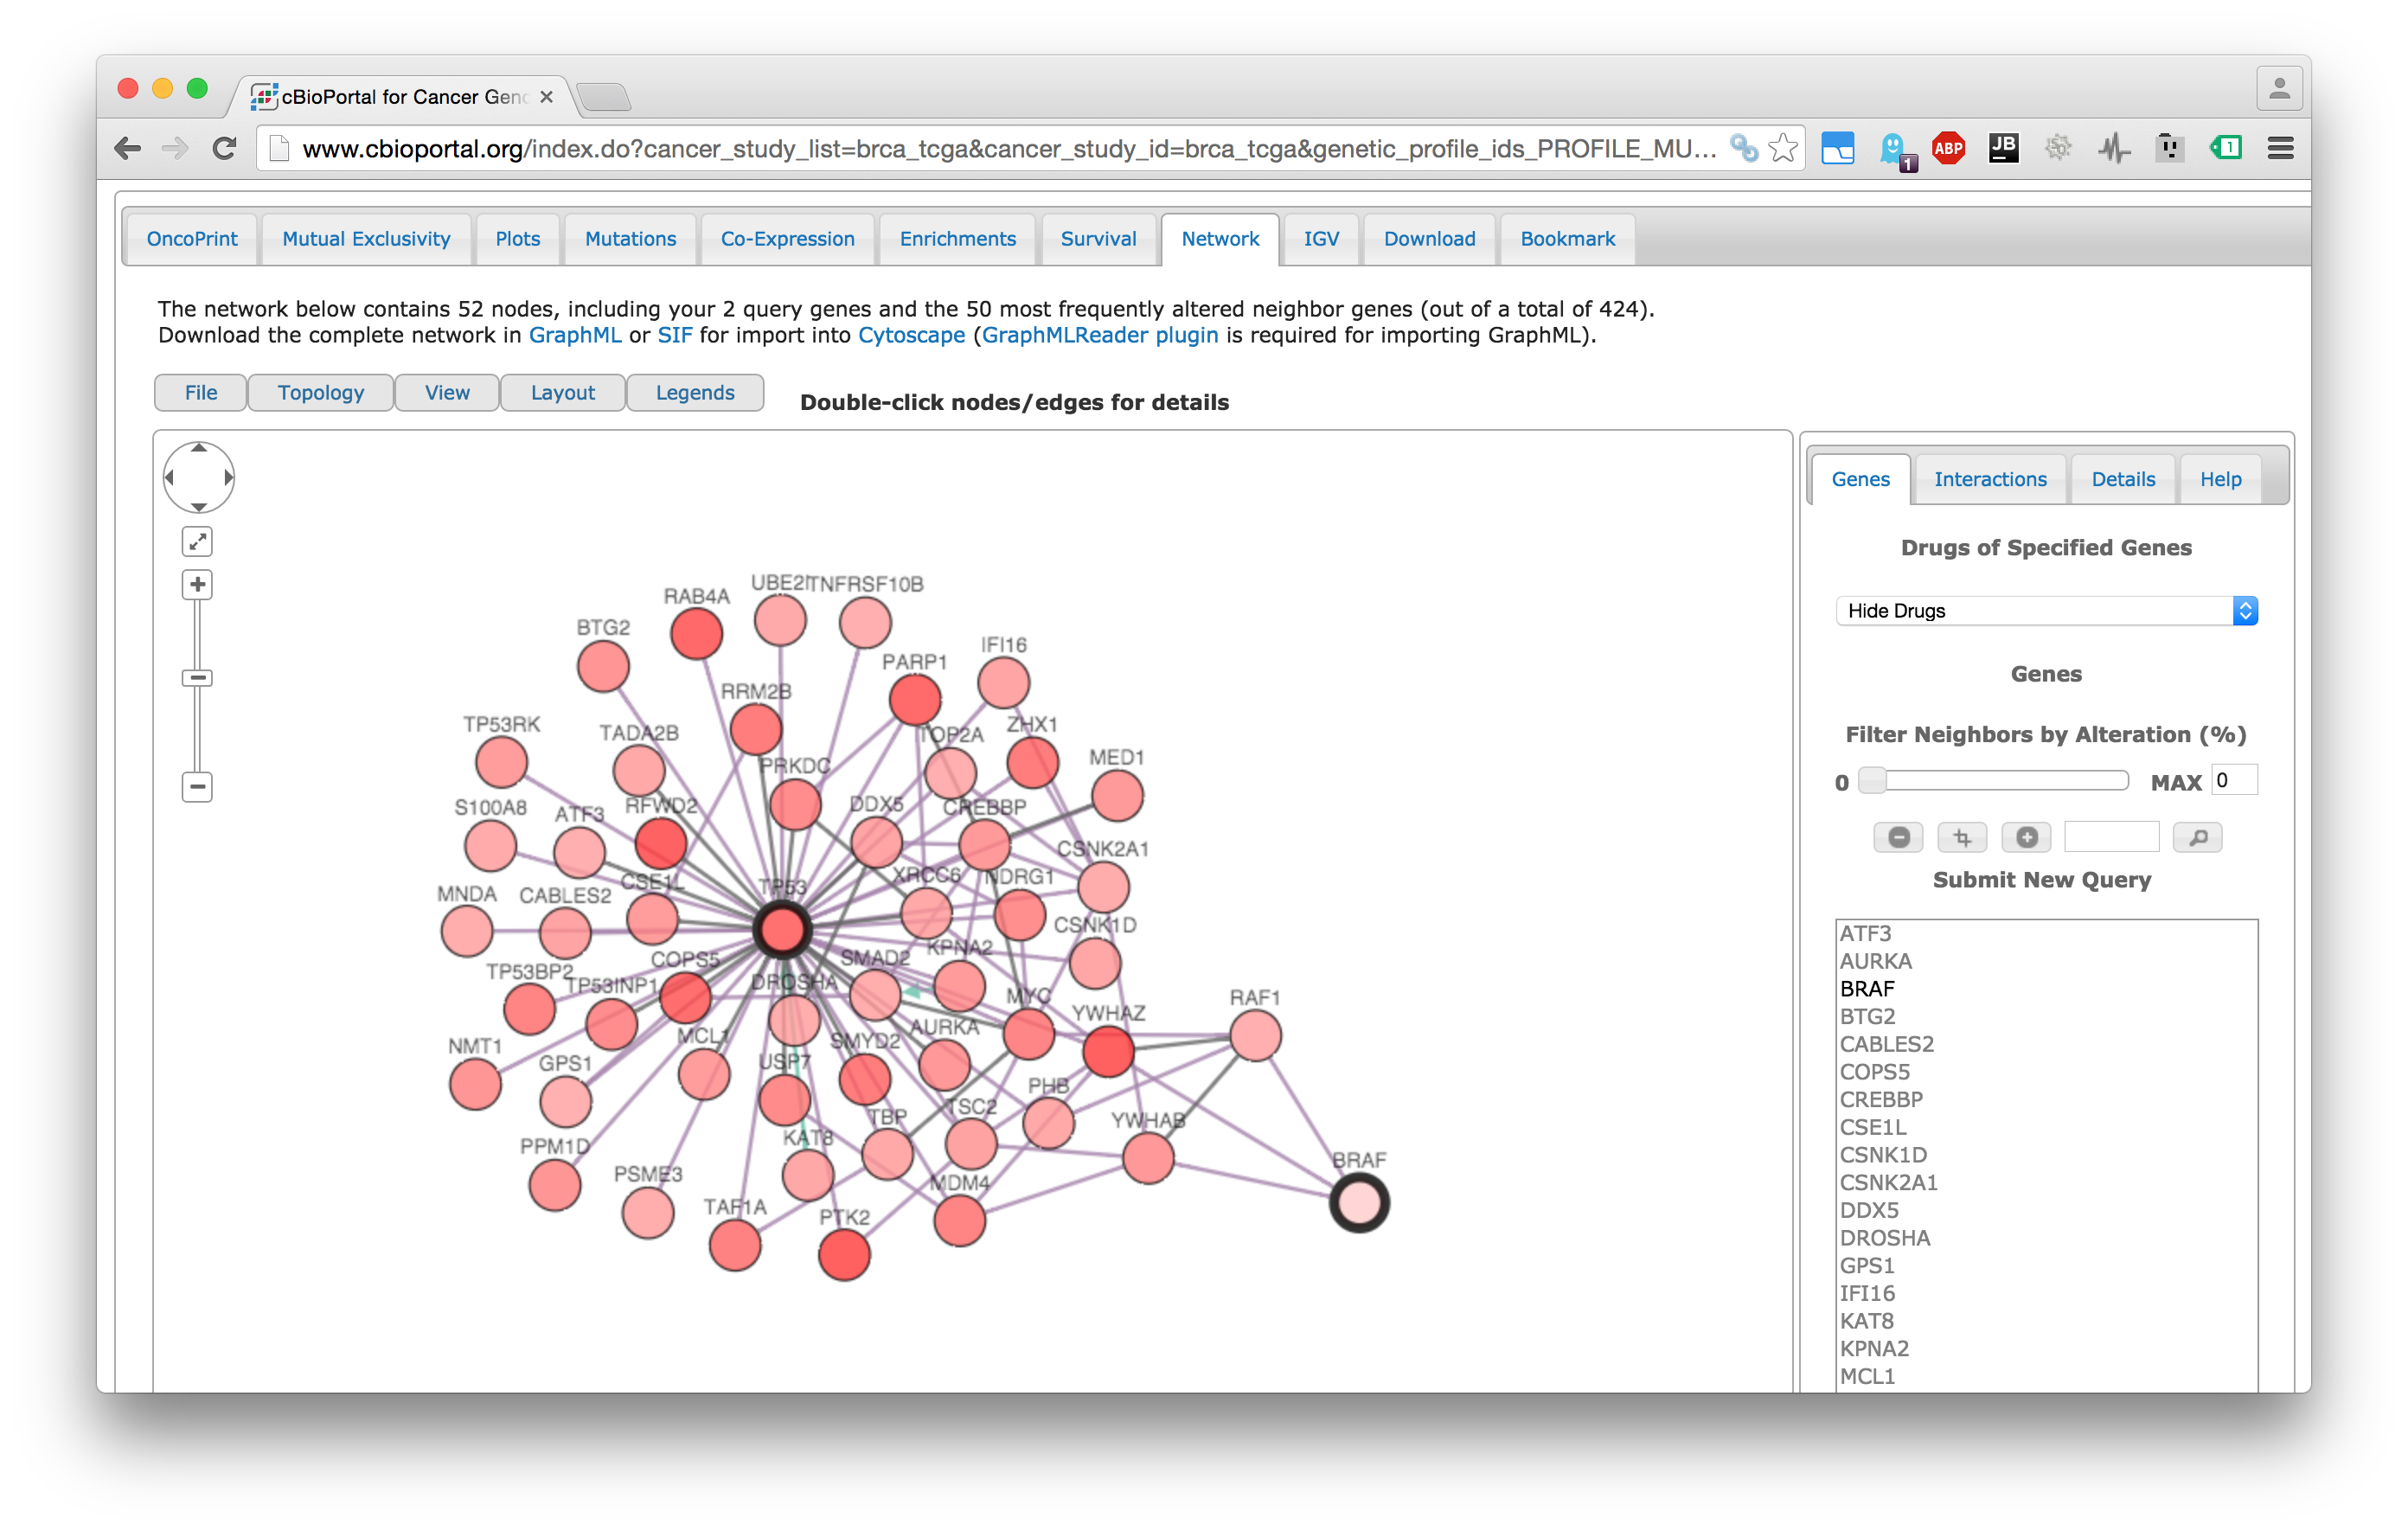 cBioPortal for Cancer Geno
www.cbioportal.org/index.do?cancer_study_list=brca_tcga&cancer_study_id=brca_tcga&genetic_profile_ids_PROFILE_MU...
1
ABP
JB
1
OncoPrint Mutual Exclusivity Plots Mutations Co-Expression Enrichments Survival Network IGV Download Bookmark
The network below contains 52 nodes, including your 2 query genes and the 50 most frequently altered neighbor genes (out of a total of 424).
Download the complete network in GraphML or SIF for import into Cytoscape (GraphMLReader plugin is required for importing GraphML).
File Topology View Layout Legends
Double-click nodes/edges for details
UBE2I TNFRSF10B
RAB4A
BTG2
IFI16
PARP1
RRM2B
TP53RK
TADA2B
TOP2A
ZHX1
MED1
PRKDC
S100A8
ATF3
RFWD2
DDX5
CREBBP
CSNK2A1
MNDA
CABLES2
CSE1L
TP53
XRCC6
NDRG1
CSNK1D
TP53BP2
COPS5
SMAD2
KPNA2
TP53INP1
DROSHA
MYC
RAF1
YWHAZ
NMT1
MCL1
SMYD2
AURKA
GPS1
USP7
PHB
TBP
TSC2
YWHAB
PPM1D
KAT8
BRAF
PSME3
MDM4
TAF1A
PTK2
Genes Interactions Details Help
Drugs of Specified Genes
Hide Drugs
Genes
Filter Neighbors by Alteration (%)
0 MAX 0
Submit New Query
ATF3
AURKA
BRAF
BTG2
CABLES2
COPS5
CREBBP
CSE1L
CSNK1D
CSNK2A1
DDX5
DROSHA
GPS1
IFI16
KAT8
KPNA2
MCL1